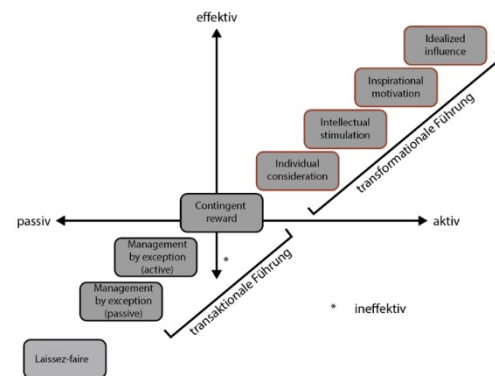 effektiv
Idealized
influence
Inspirational
motivation
Intellectual
stimulation
Individual
consideration
transformationale Führung
Contingent
reward
passiv
aktiv
Management
by exception
(active)
*
Management
by exception
(passive)
transaktionale Führung
* ineffektiv
Laissez-faire